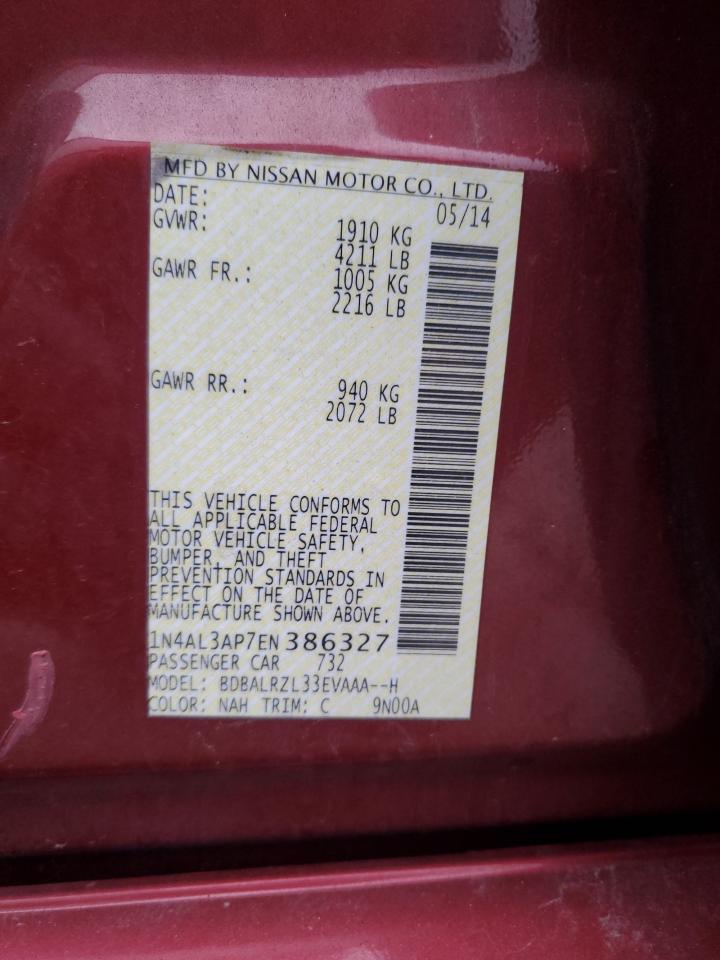 MFD BY NISSAN MOTOR CO., LTD.
DATE: 05/14
GVWR: 1910 KG
4211 LB
GAWR FR.: 1005 KG
2216 LB
GAWR RR.: 940 KG
2072 LB
THIS VEHICLE CONFORMS TO
ALL APPLICABLE FEDERAL
MOTOR VEHICLE SAFETY,
BUMPER, AND THEFT
PREVENTION STANDARDS IN
EFFECT ON THE DATE OF
MANUFACTURE SHOWN ABOVE.
1N4AL3AP7EN 386327
PASSENGER CAR 732
MODEL: BDBALRZL33EVAAA--H
COLOR: NAH TRIM: C 9N00A